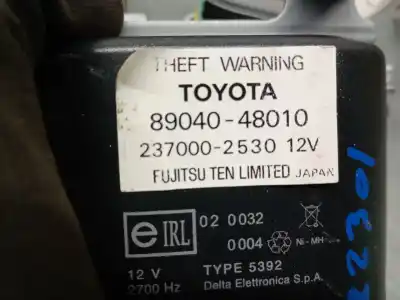 THEFT WARNING
TOYOTA
89040-48010
237000-2530 12V
FUJITSU TEN LIMITED JAPAN
e IRL 02 0032
0004 Ni-MH
12 V TYPE 5392
2700 Hz Delta Elettronica S.p.A.
22301